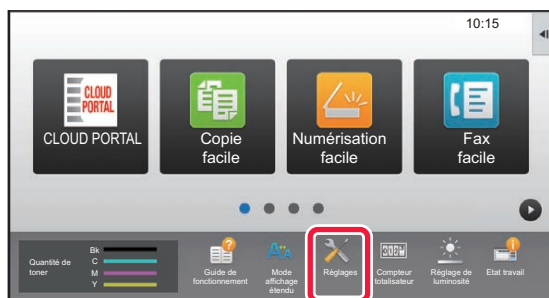 10:15
CLOUD
PORTAL
CLOUD PORTAL
Copie
facile
Numérisation
facile
Fax
facile
Quantité de
toner
Bk
C
M
Y
Guide de
fonctionnement
Mode
affichage
étendu
Réglages
Compteur
totalisateur
Réglage de
luminosité
Etat travail